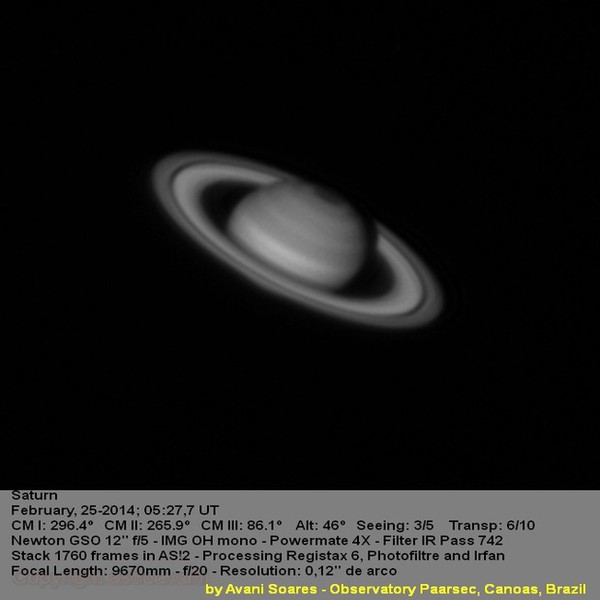 Saturn
February, 25-2014; 05:27,7 UT
CM I: 296.4° CM II: 265.9° CM III: 86.1° Alt: 46° Seeing: 3/5 Transp: 6/10
Newton GSO 12" f/5 - IMG OH mono - Powermate 4X - Filter IR Pass 742
Stack 1760 frames in AS!2 - Processing Registax 6, Photofiltre and Irfan
Focal Length: 9670mm - f/20 - Resolution: 0,12" de arco
by Avani Soares - Observatory Paarsec, Canoas, Brazil